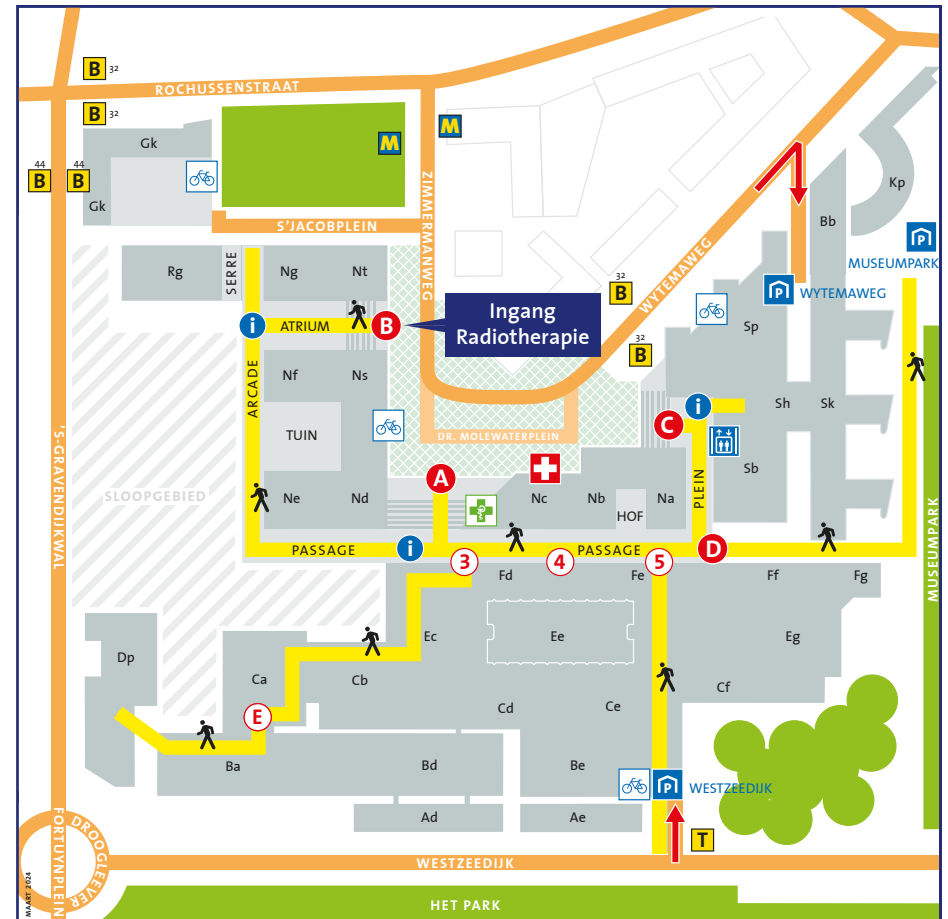 B 32
ROCHUSSENSTRAAT
B 32
Gk
M
M
44
B
44
B
Gk
ZIMMERMANWEG
Kp
S'JACOBPLEIN
Bb
P
MUSEUMPARK
Rg
SERRE
Ng
Nt
WYTEMAWEG
32
B
P
WYTEMAWEG
Ingang
Radiotherapie
i
ATRIUM
B
Sp
32
B
Nf
Ns
ARCADE
i
Sh
Sk
TUIN
C
DR. MOLEWATERPLEIN
'S-GRAVENDIJKWAL
Sb
A
SLOOPGEBIED
Ne
Nd
Nc
Nb
Na
PLEIN
HOF
PASSAGE
i
PASSAGE
D
3
4
5
MUSEUMPARK
Fd
Fe
Ff
Fg
Ec
Ee
Eg
Dp
Ca
Cb
Cf
Cd
Ce
E
Ba
Bd
Be
P
WESTZEEDIJK
Ad
Ae
T
DROOGLEEVER
FORTUYNPLEIN
WESTZEEDIJK
MAART 2024
HET PARK